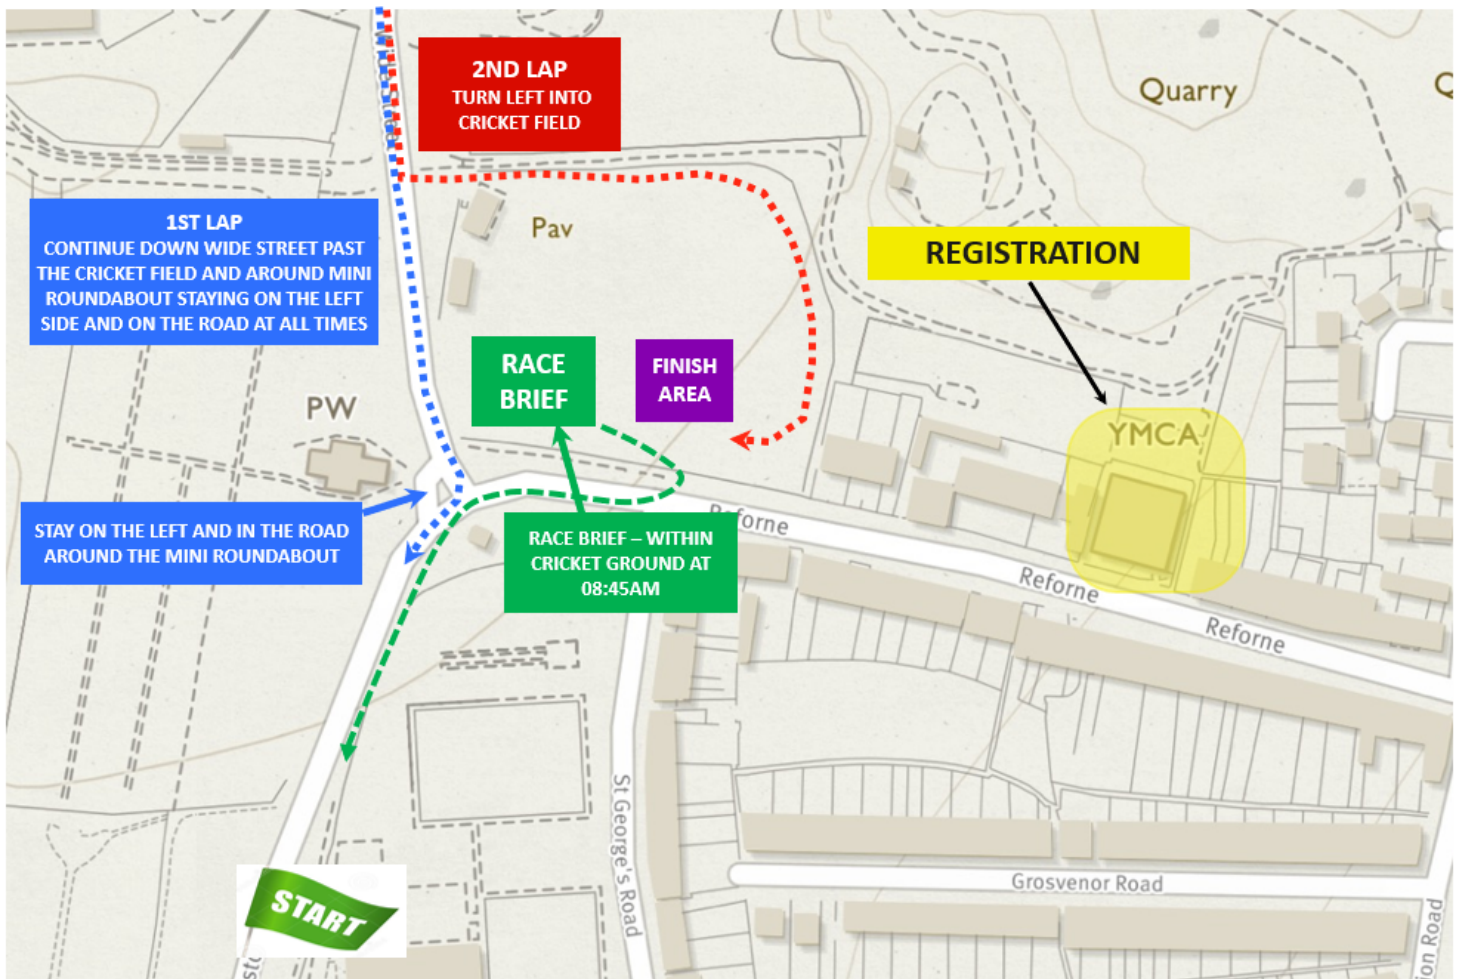 2ND LAP
TURN LEFT INTO
CRICKET FIELD
Quarry
Q
1ST LAP
CONTINUE DOWN WIDE STREET PAST
THE CRICKET FIELD AND AROUND MINI
ROUNDABOUT STAYING ON THE LEFT
SIDE AND ON THE ROAD AT ALL TIMES
Pav
REGISTRATION
RACE
BRIEF
FINISH
AREA
PW
YMCA
STAY ON THE LEFT AND IN THE ROAD
AROUND THE MINI ROUNDABOUT
RACE BRIEF – WITHIN
CRICKET GROUND AT
08:45AM
Reforne
Reforne
Reforne
St George's Road
Grosvenor Road
START
ion Road